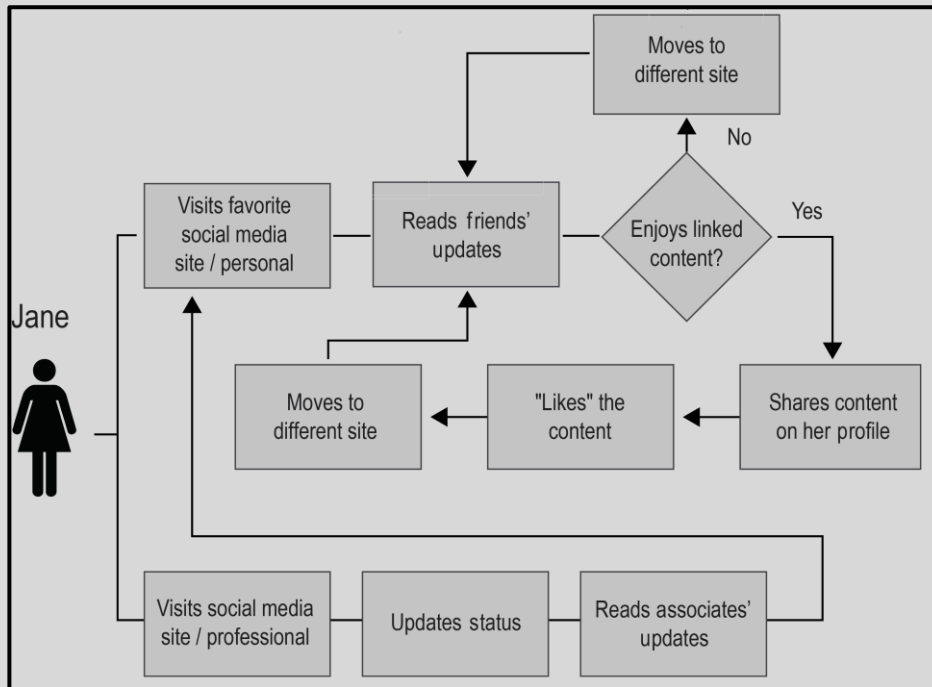 Moves to
different site
No
Visits favorite
social media
site / personal
Reads friends’
updates
Enjoys linked
content?
Yes
Jane
Moves to
different site
"Likes" the
content
Shares content
on her profile
Visits social media
site / professional
Updates status
Reads associates’
updates